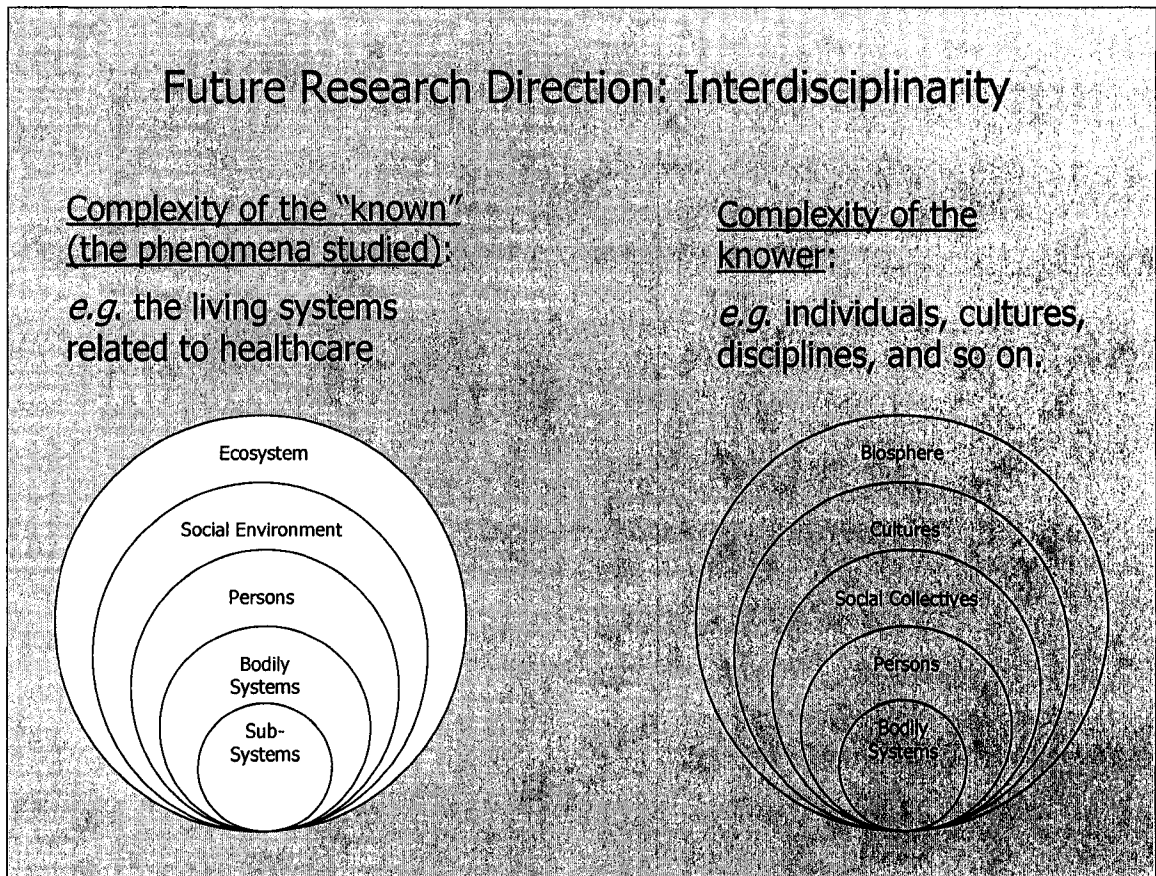 Future Research Direction: Interdisciplinarity
Complexity of the “known”
(the phenomena studied):
e.g. the living systems
related to healthcare
Ecosystem
Social Environment
Persons
Bodily
Systems
Sub-
Systems
Complexity of the
knower:
e.g. individuals, cultures,
disciplines, and so on.
Biosphere
Cultures
Social Collectives
Persons
Bodily
Systems